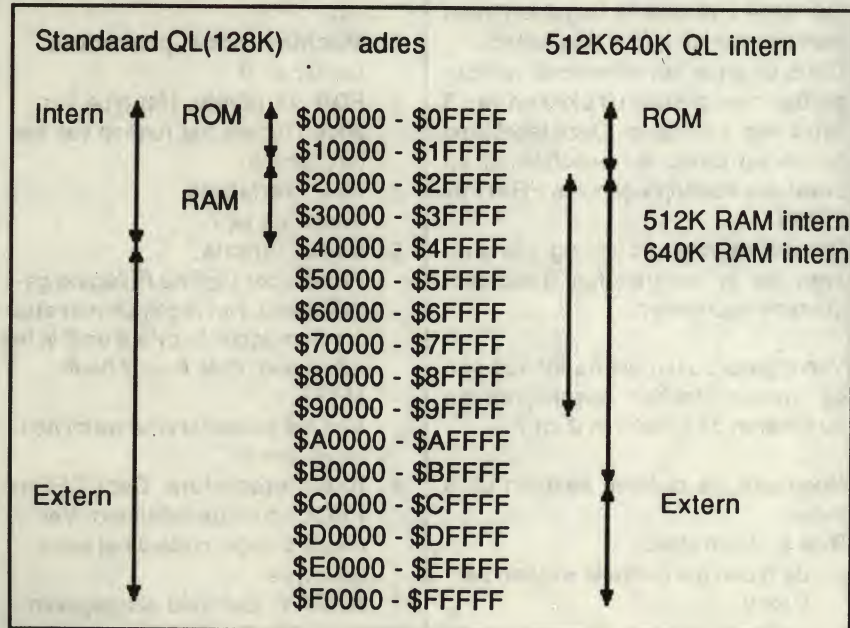 Standaard QL(128K) adres 512K640K QL intern
Intern ROM $00000 - $0FFFF ROM
$10000 - $1FFFF
RAM $20000 - $2FFFF
$30000 - $3FFFF 512K RAM intern
$40000 - $4FFFF 640K RAM intern
$50000 - $5FFFF
$60000 - $6FFFF
$70000 - $7FFFF
$80000 - $8FFFF
$90000 - $9FFFF
$A0000 - $AFFFF
$B0000 - $BFFFF
Extern $C0000 - $CFFFF Extern
$D0000 - $DFFFF
$E0000 - $EFFFF
$F0000 - $FFFFF